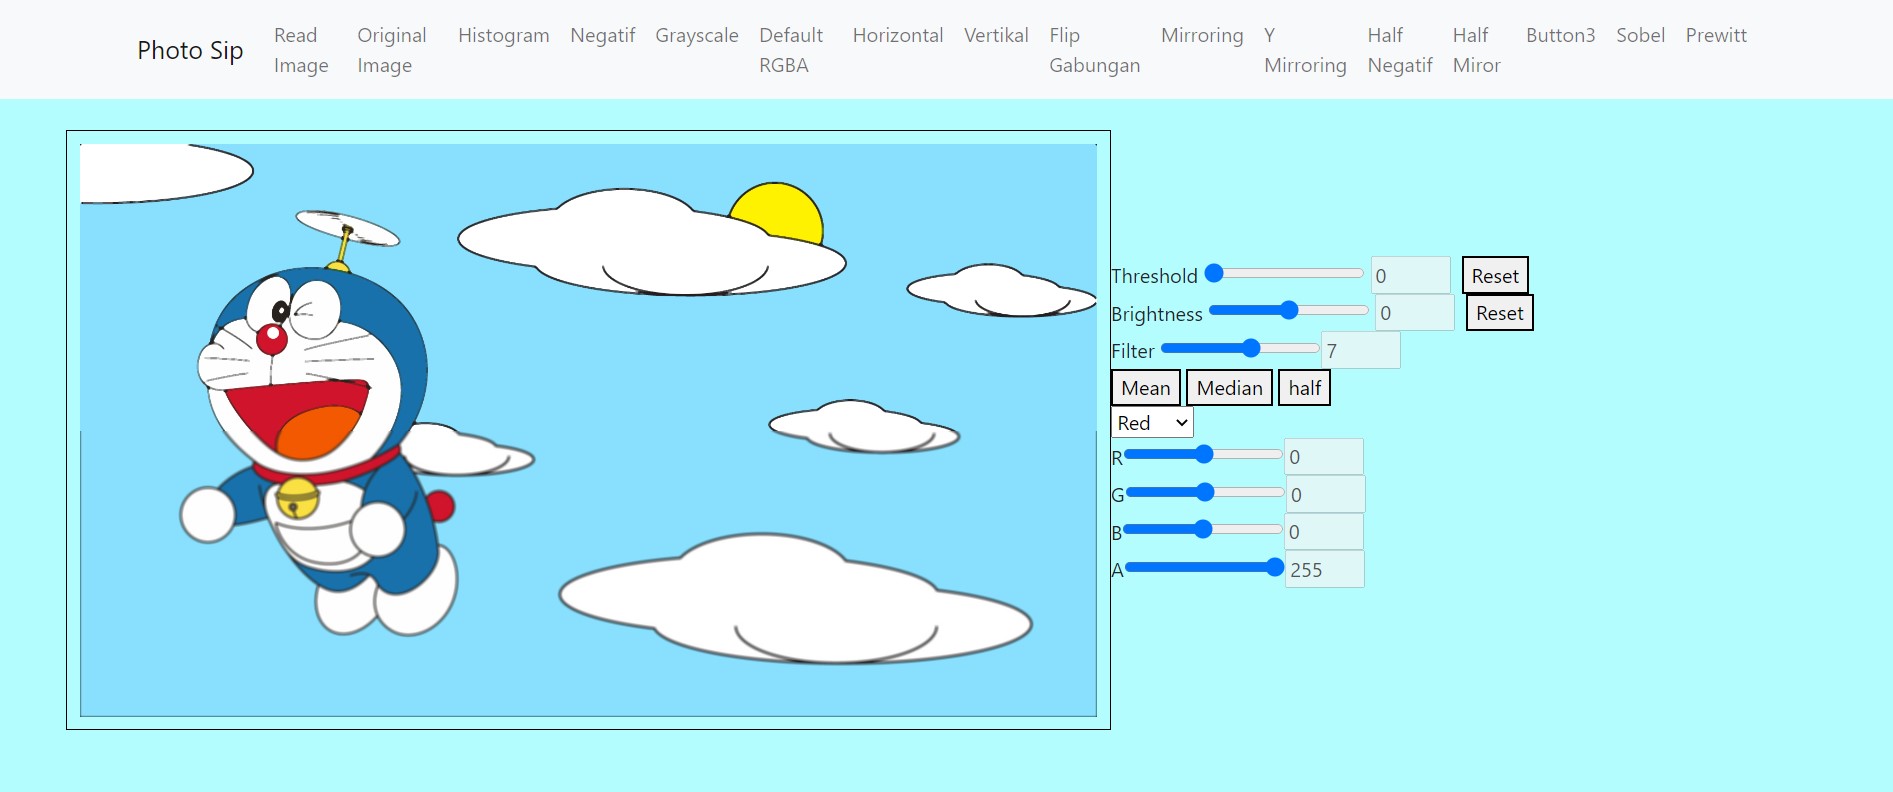 Photo Sip
Read Image
Original Image
Histogram
Negatif
Grayscale
Default RGBA
Horizontal
Vertikal
Flip Gabungan
Mirroring
Y Mirroring
Half Negatif
Half Miror
Button3
Sobel
Prewitt
Threshold 0 Reset
Brightness 0 Reset
Filter 7
Mean Median half
Red
R 0
G 0
B 0
A 255